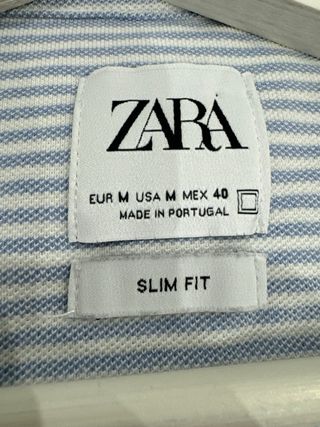 ZARA
EUR M USA M MEX 40
MADE IN PORTUGAL
SLIM FIT